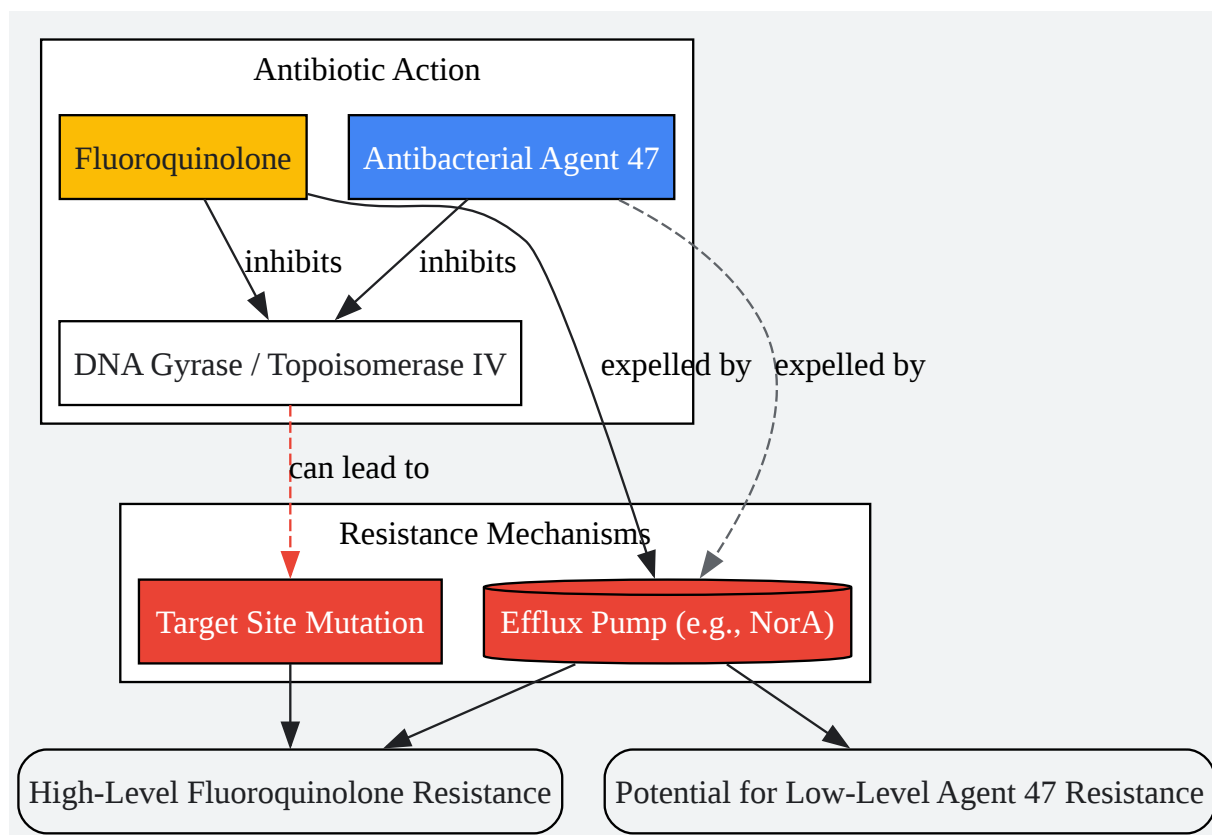 Antibiotic Action
Fluoroquinolone
Antibacterial Agent 47
inhibits
inhibits
DNA Gyrase / Topoisomerase IV
expelled by
expelled by
can lead to
Resistance Mechanisms
Target Site Mutation
Efflux Pump (e.g., NorA)
High-Level Fluoroquinolone Resistance
Potential for Low-Level Agent 47 Resistance